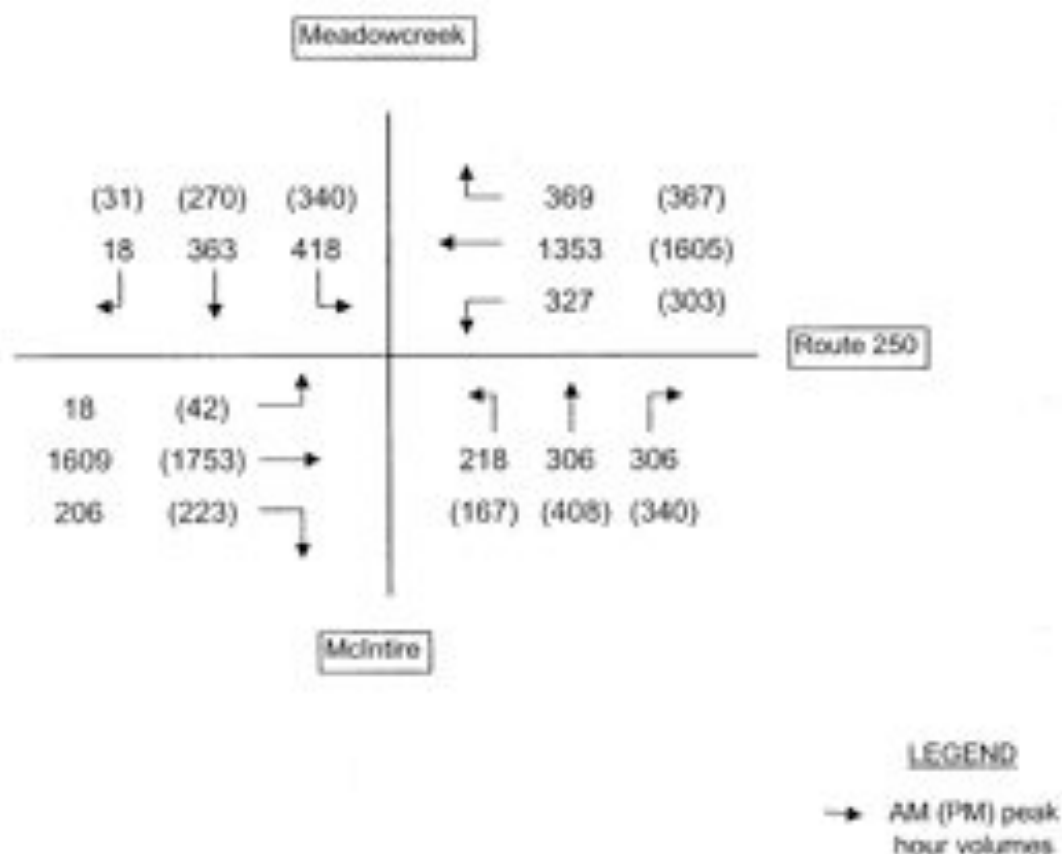 Meadowcreek
(31) (270) (340)
18 363 418
369 (367)
1353 (1605)
327 (303)
Route 250
18 (42)
1609 (1753)
206 (223)
218 306 306
(167) (408) (340)
McIntire
LEGEND
AM (PM) peak
hour volumes